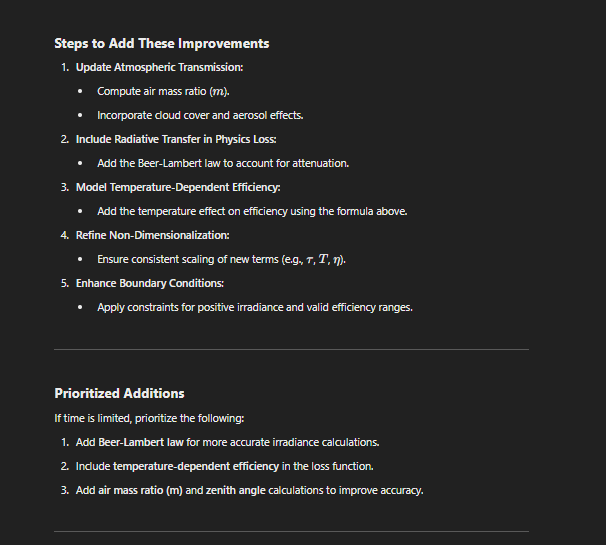 Steps to Add These Improvements
1. Update Atmospheric Transmission:
• Compute air mass ratio (m).
• Incorporate cloud cover and aerosol effects.
2. Include Radiative Transfer in Physics Loss:
• Add the Beer-Lambert law to account for attenuation.
3. Model Temperature-Dependent Efficiency:
• Add the temperature effect on efficiency using the formula above.
4. Refine Non-Dimensionalization:
• Ensure consistent scaling of new terms (e.g., τ, T, η).
5. Enhance Boundary Conditions:
• Apply constraints for positive irradiance and valid efficiency ranges.
Prioritized Additions
If time is limited, prioritize the following:
1. Add Beer-Lambert law for more accurate irradiance calculations.
2. Include temperature-dependent efficiency in the loss function.
3. Add air mass ratio (m) and zenith angle calculations to improve accuracy.